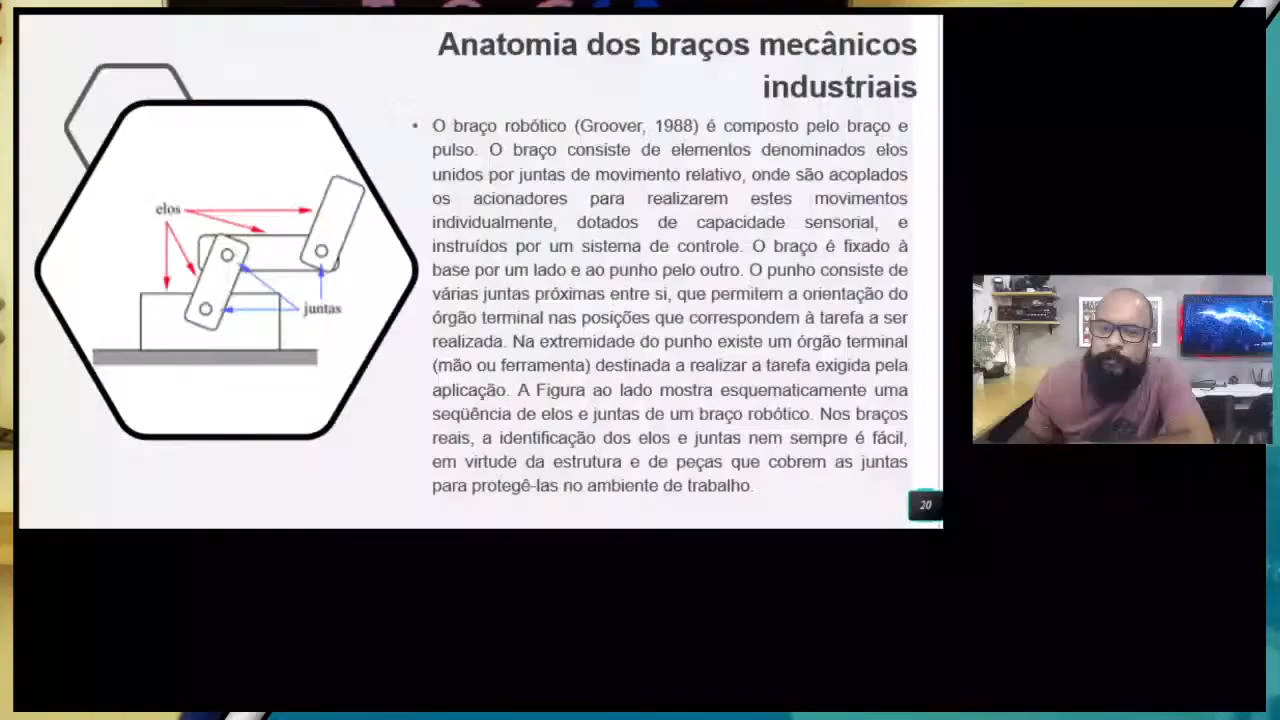 Anatomia dos braços mecânicos
industriais
• O braço robótico (Groover, 1988) é composto pelo braço e
pulso. O braço consiste de elementos denominados elos
unidos por juntas de movimento relativo, onde são acoplados
os acionadores para realizarem estes movimentos
individualmente, dotados de capacidade sensorial, e
instruídos por um sistema de controle. O braço é fixado à
base por um lado e ao punho pelo outro. O punho consiste de
várias juntas próximas entre si, que permitem a orientação do
órgão terminal nas posições que correspondem à tarefa a ser
realizada. Na extremidade do punho existe um órgão terminal
(mão ou ferramenta) destinada a realizar a tarefa exigida pela
aplicação. A Figura ao lado mostra esquematicamente uma
seqüência de elos e juntas de um braço robótico. Nos braços
reais, a identificação dos elos e juntas nem sempre é fácil,
em virtude da estrutura e de peças que cobrem as juntas
para protegê-las no ambiente de trabalho.
elos
juntas
20